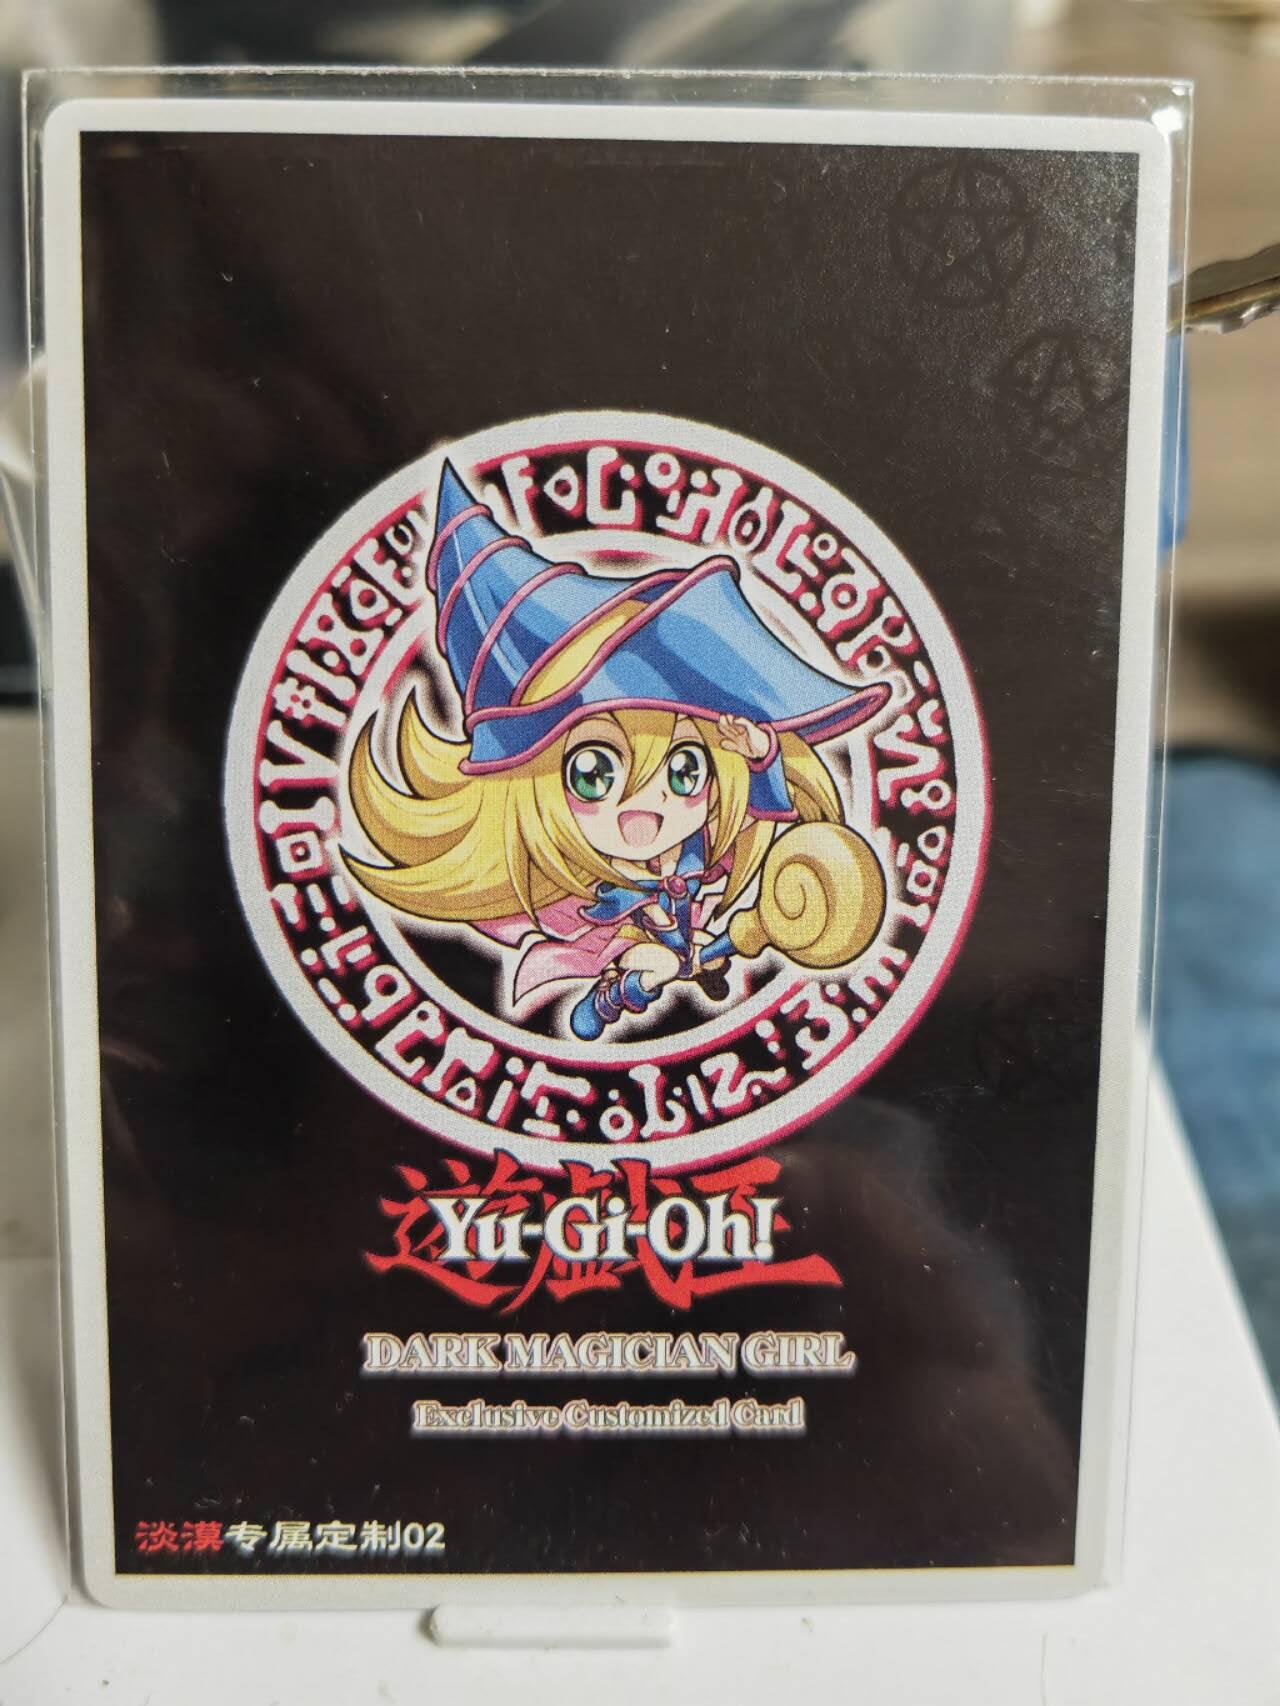 遊戯王
Yu-Gi-Oh!
DARK MAGICIAN GIRL
Exclusive Customized Card
淡漠专属定制02